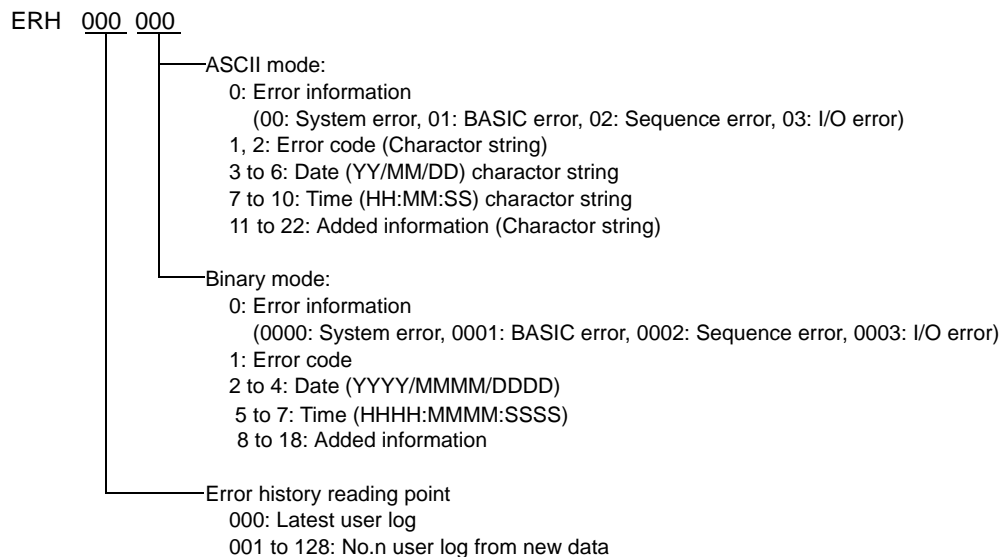 ERH 000 000
ASCII mode:
0: Error information
(00: System error, 01: BASIC error, 02: Sequence error, 03: I/O error)
1, 2: Error code (Charactor string)
3 to 6: Date (YY/MM/DD) charactor string
7 to 10: Time (HH:MM:SS) charactor string
11 to 22: Added information (Charactor string)
Binary mode:
0: Error information
(0000: System error, 0001: BASIC error, 0002: Sequence error, 0003: I/O error)
1: Error code
2 to 4: Date (YYYY/MMMM/DDDD)
5 to 7: Time (HHHH:MMMM:SSSS)
8 to 18: Added information
Error history reading point
000: Latest user log
001 to 128: No.n user log from new data